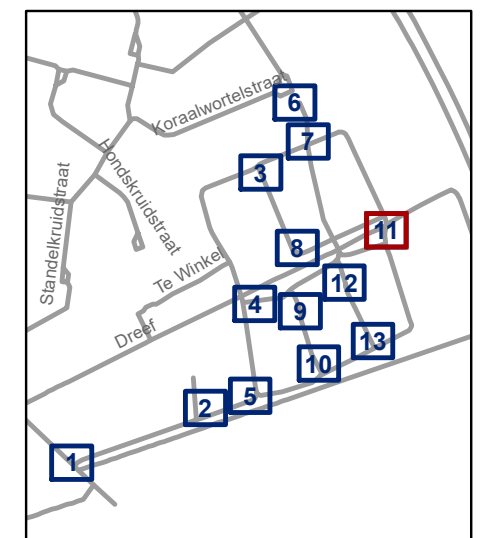 Koraalwortelstraat
6
7
Hondskruidstraat
3
Standelkruidstraat
11
8
Te Winkel
12
4
9
Dreef
13
10
5
2
1